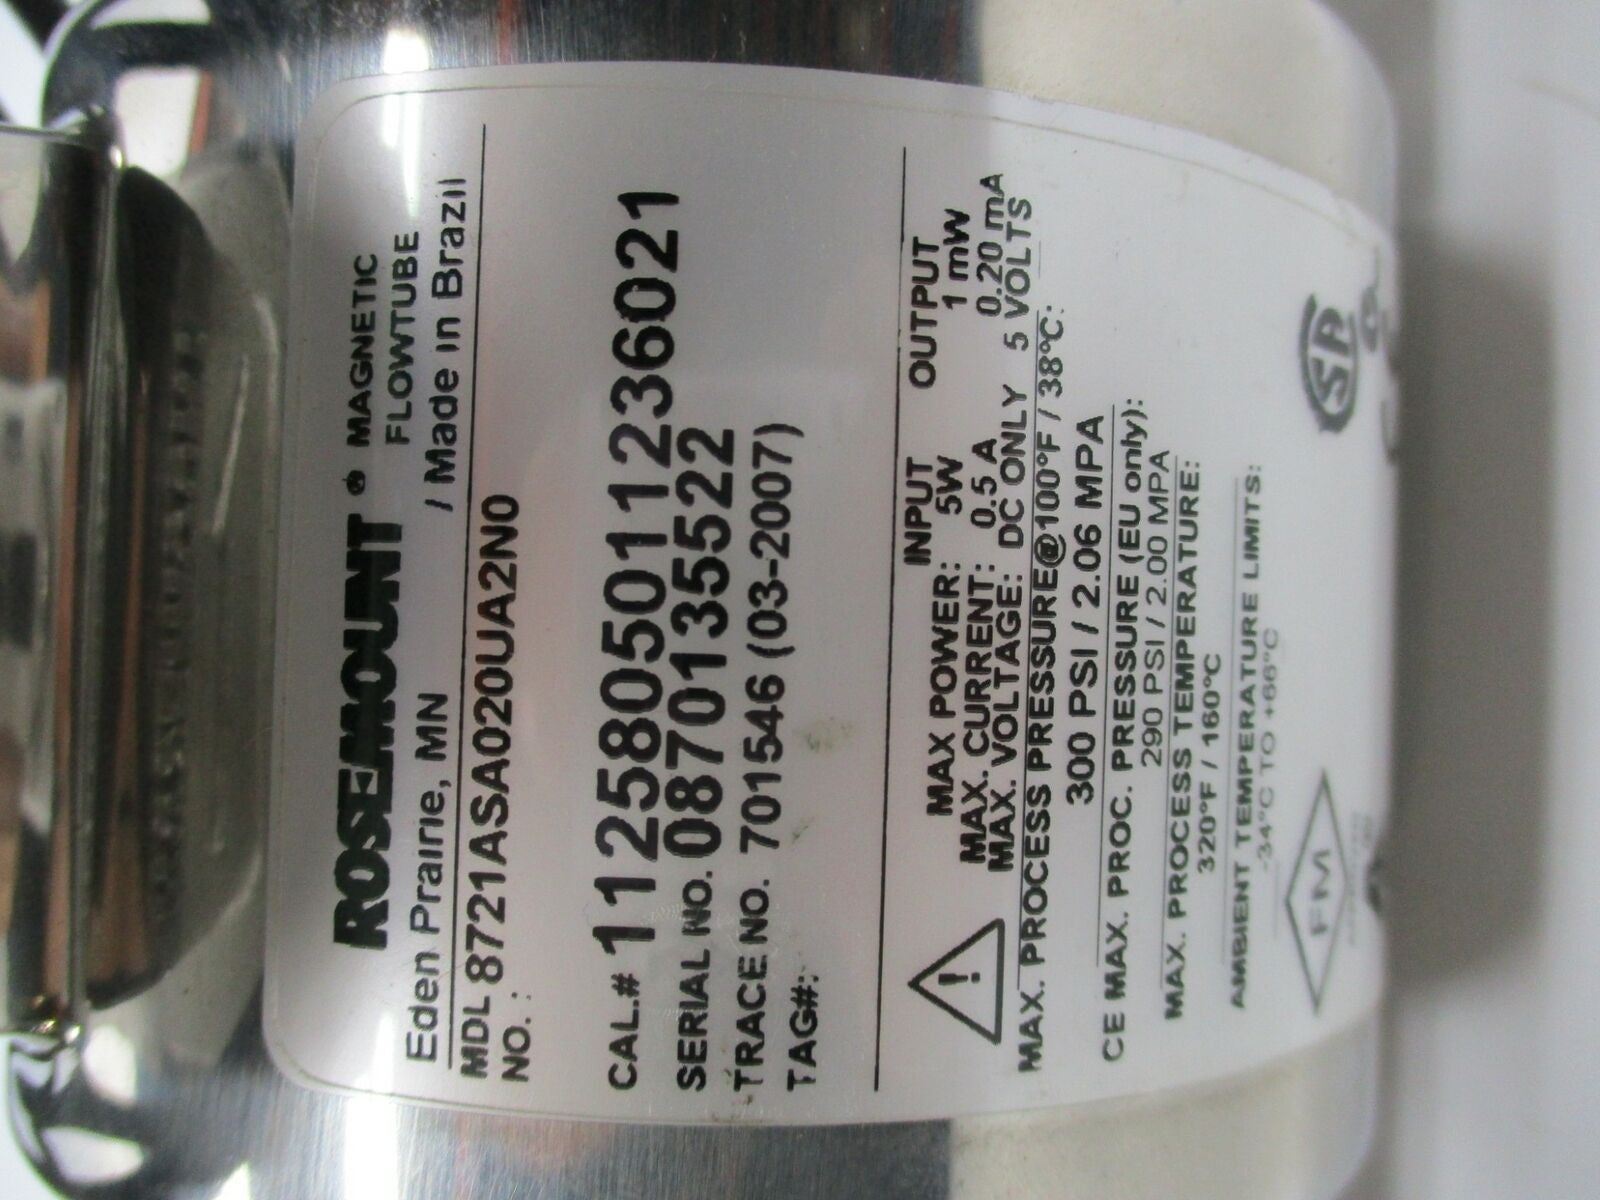 ROSEMOUNT ® MAGNETIC FLOWTUBE
Eden Prairie, MN / Made in Brazil
MDL NO.: 8721ASA020UA2N0
CAL.# 1125805011236021
SERIAL NO. 0870135522
TRACE NO. 701546 (03-2007)
TAG#:
INPUT OUTPUT
MAX POWER: 5W 1 mW
MAX. CURRENT: 0.5 A 0.20 mA
MAX. VOLTAGE: DC ONLY 5 VOLTS
MAX. PROCESS PRESSURE@100°F / 38°C:
300 PSI / 2.06 MPA
CE MAX. PROC. PRESSURE (EU only):
290 PSI / 2.00 MPA
MAX. PROCESS TEMPERATURE:
320°F / 160°C
AMBIENT TEMPERATURE LIMITS:
-34°C TO +66°C
FM
SA